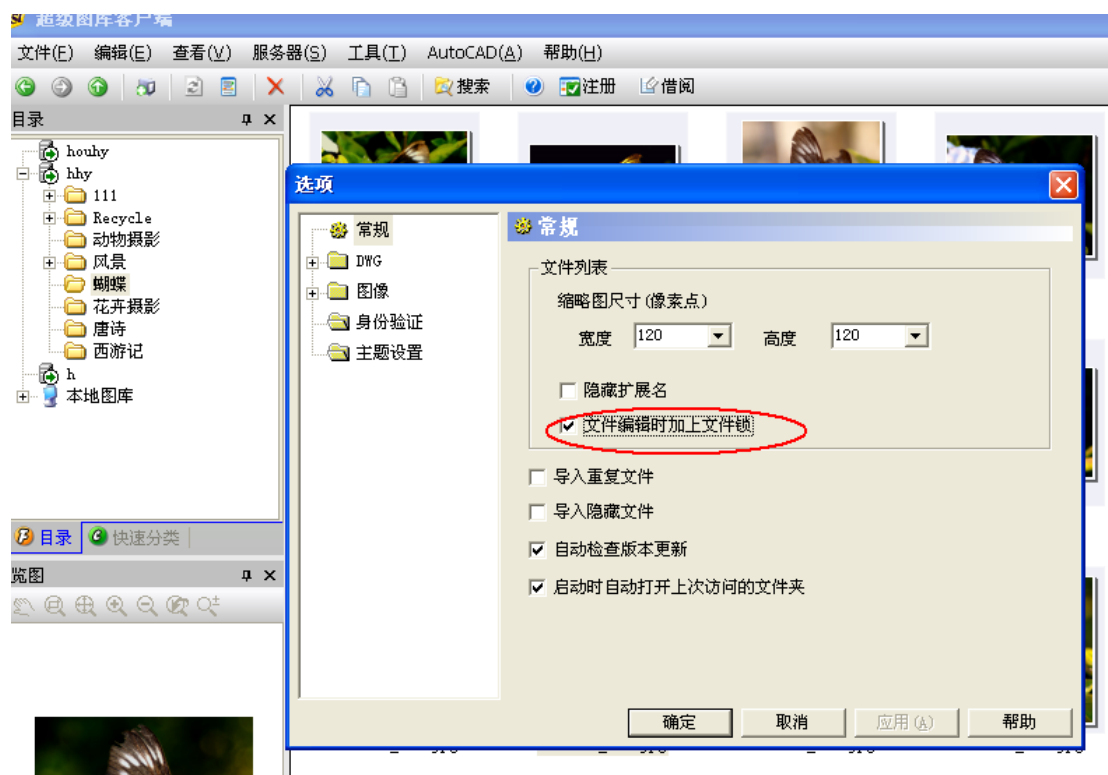 超级图库客户端
文件(F) 编辑(E) 查看(V) 服务器(S) 工具(T) AutoCAD(A) 帮助(H)
搜索 注册 借阅
目录
houhy
hhy
111
Recycle
动物摄影
风景
蝴蝶
花卉摄影
唐诗
西游记
h
本地图库
目录 快速分类
览图
选项
常规
DWG
图像
身份验证
主题设置
常规
文件列表
缩略图尺寸(像素点)
宽度 120 高度 120
隐藏扩展名
文件编辑时加上文件锁
导入重复文件
导入隐藏文件
自动检查版本更新
启动时自动打开上次访问的文件夹
确定 取消 应用(A) 帮助